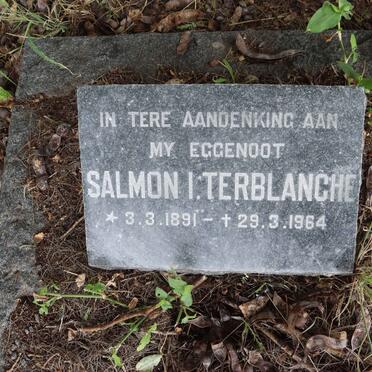 IN TERE AANDENKING AAN
MY EGGENOOT
SALMON I. TERBLANCHE
* 3.3.1891 - † 29.3.1964